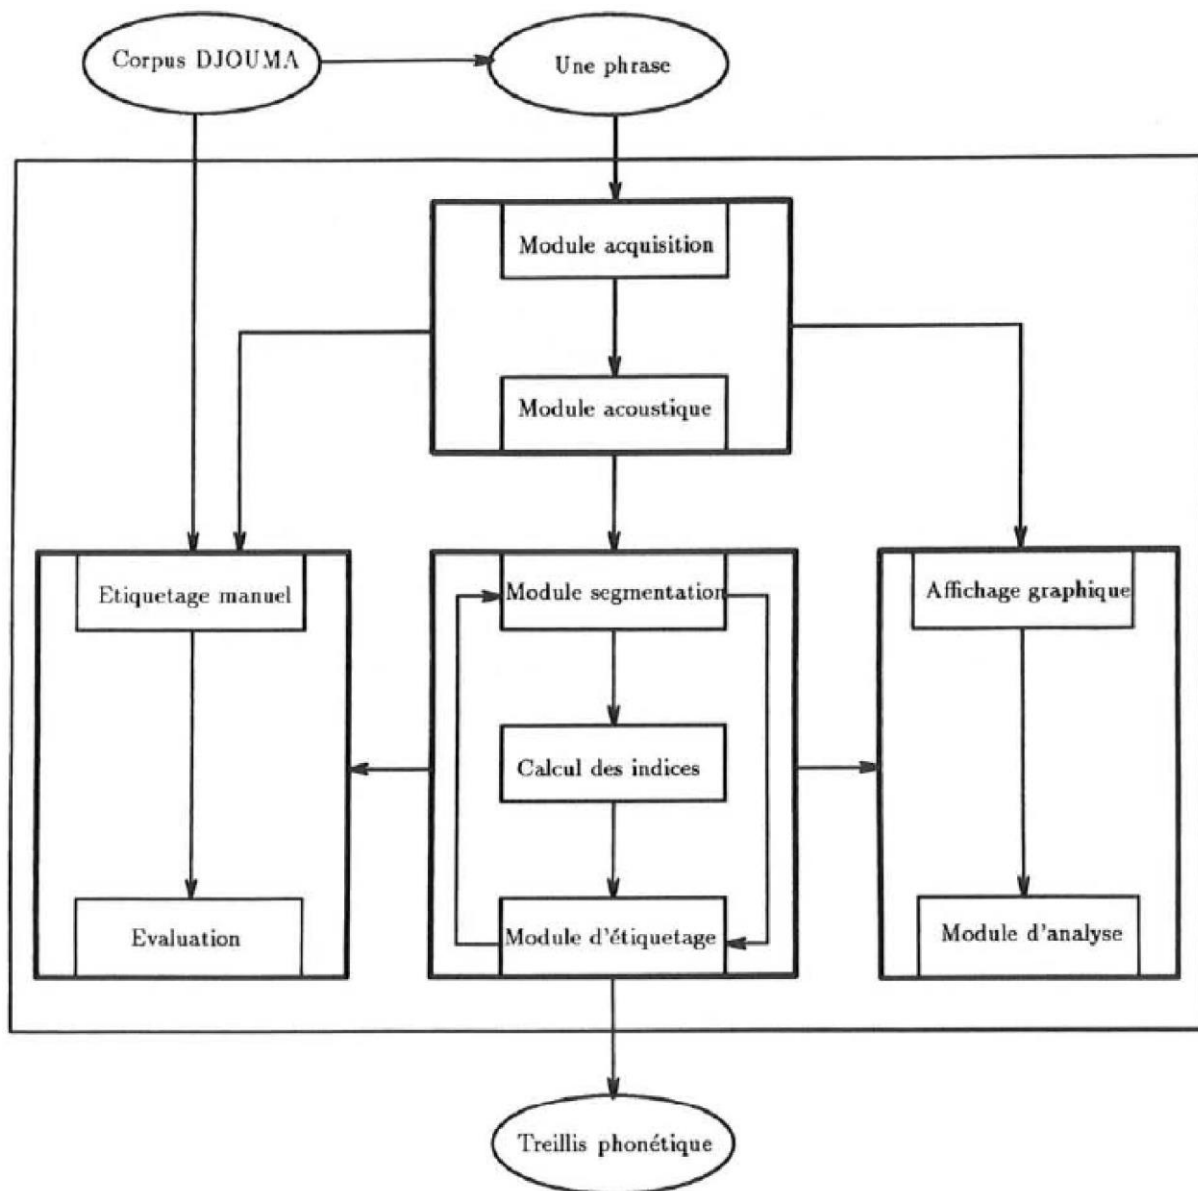 Corpus DJOUMA
Une phrase
Module acquisition
Module acoustique
Etiquetage manuel
Module segmentation
Affichage graphique
Calcul des indices
Evaluation
Module d'étiquetage
Module d'analyse
Treillis phonétique